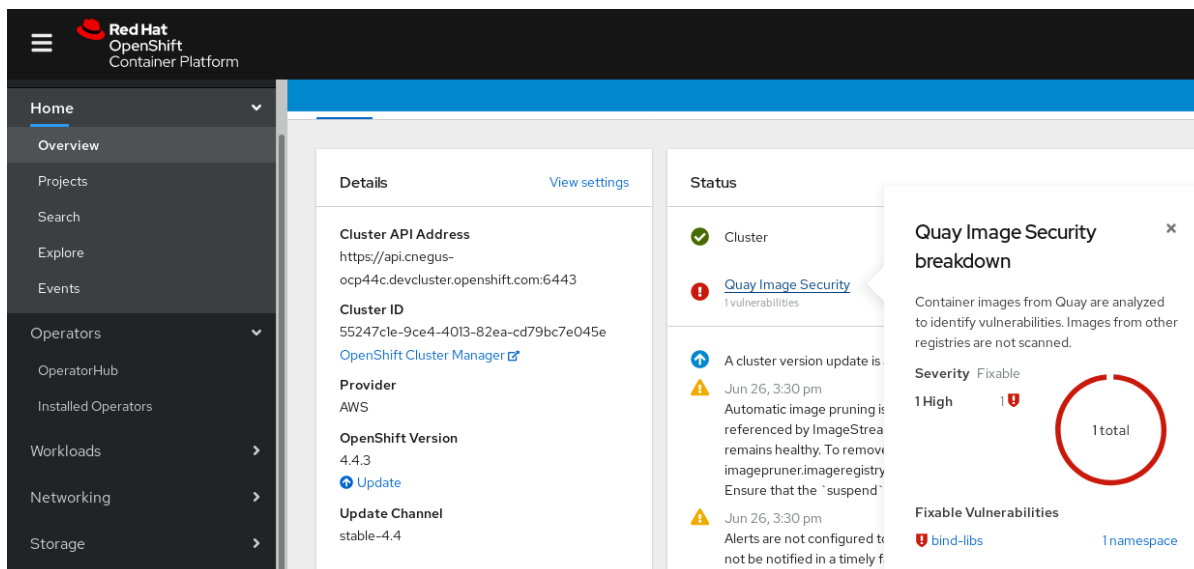 Red Hat
OpenShift
Container Platform
Home
Overview
Projects
Search
Explore
Events
Operators
OperatorHub
Installed Operators
Workloads
Networking
Storage
Details
View settings
Cluster API Address
https://api.cnegus-
ocp44c.devcluster.openshift.com:6443
Cluster ID
55247c1e-9ce4-4013-82ea-cd79bc7e045e
OpenShift Cluster Manager
Provider
AWS
OpenShift Version
4.4.3
Update
Update Channel
stable-4.4
Status
Cluster
Quay Image Security
1 vulnerabilities
A cluster version update is
Jun 26, 3:30 pm
Automatic image pruning is
referenced by ImageStrea
remains healthy. To remove
imagepruner.imageregistry
Ensure that the `suspend`
Jun 26, 3:30 pm
Alerts are not configured to
not be notified in a timely f
Quay Image Security
breakdown
Container images from Quay are analyzed
to identify vulnerabilities. Images from other
registries are not scanned.
Severity Fixable
1 High 1
1 total
Fixable Vulnerabilities
bind-libs 1 namespace